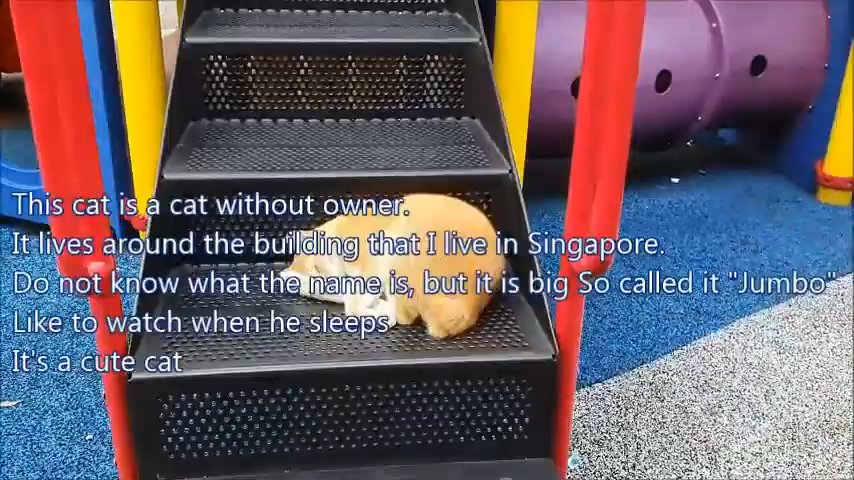 This cat is a cat without owner.
It lives around the building that I live in Singapore.
Do not know what the name is, but it is big So called it "Jumbo"
Like to watch when he sleeps
It's a cute cat